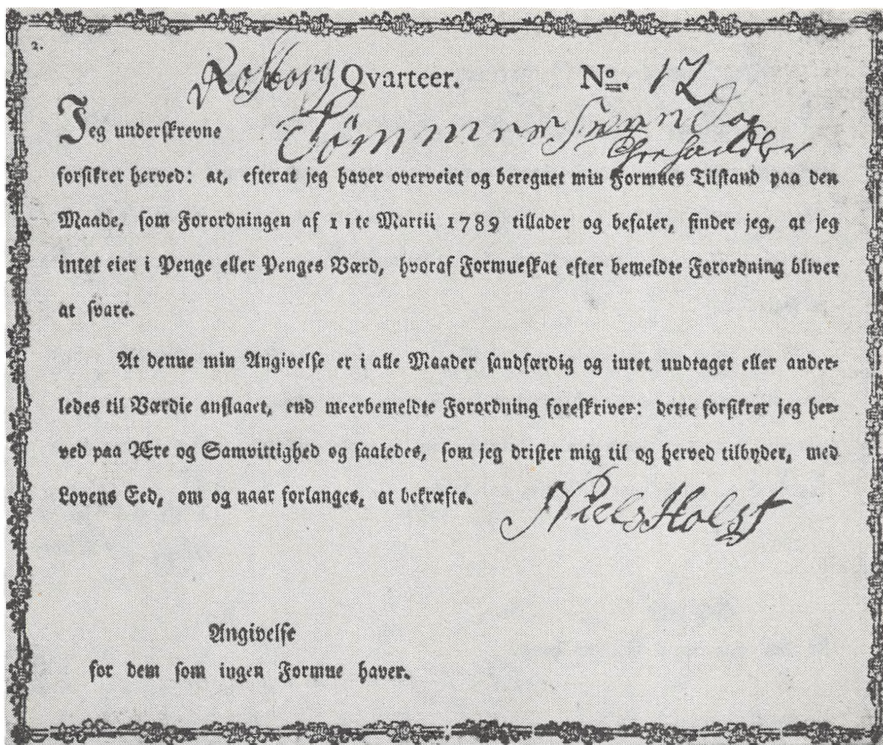 2.
Qvarteer. No. 12
Jeg underskrevne Tømmersvend og
forsikrer herved: at, efterat jeg haver overveiet og beregnet min Formues Tilstand paa den
Maade, som Forordningen af 11te Martii 1789 tillader og befaler, finder jeg, at jeg
intet eier i Penge eller Penges Værd, hvoraf Formueskat efter bemeldte Forordning bliver
at svare.
At denne min Angivelse er i alle Maader sandfærdig og intet undtaget eller ander-
ledes til Værdie anslaaet, end meerbemeldte Forordning foreskriver: dette forsikrer jeg her-
ved paa Ære og Samvittighed og saaledes, som jeg drister mig til og herved tilbyder, med
Lovens Eed, om og naar forlanges, at bekræfte.
Niels Holst
Angivelse
for dem som ingen Formue haver.